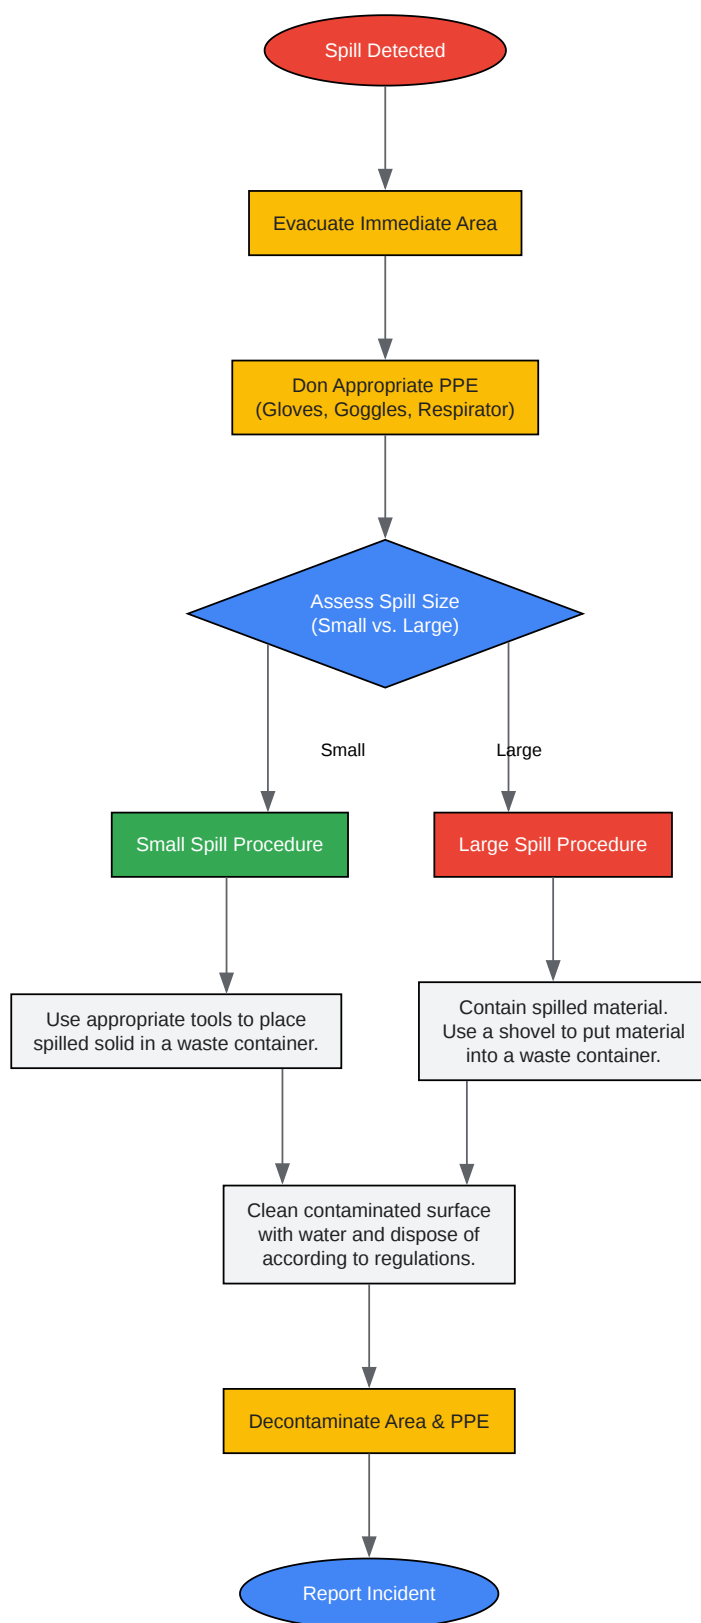 Spill Detected
Evacuate Immediate Area
Don Appropriate PPE
(Gloves, Goggles, Respirator)
Assess Spill Size
(Small vs. Large)
Small
Large
Small Spill Procedure
Large Spill Procedure
Use appropriate tools to place
spilled solid in a waste container.
Contain spilled material.
Use a shovel to put material
into a waste container.
Clean contaminated surface
with water and dispose of
according to regulations.
Decontaminate Area & PPE
Report Incident